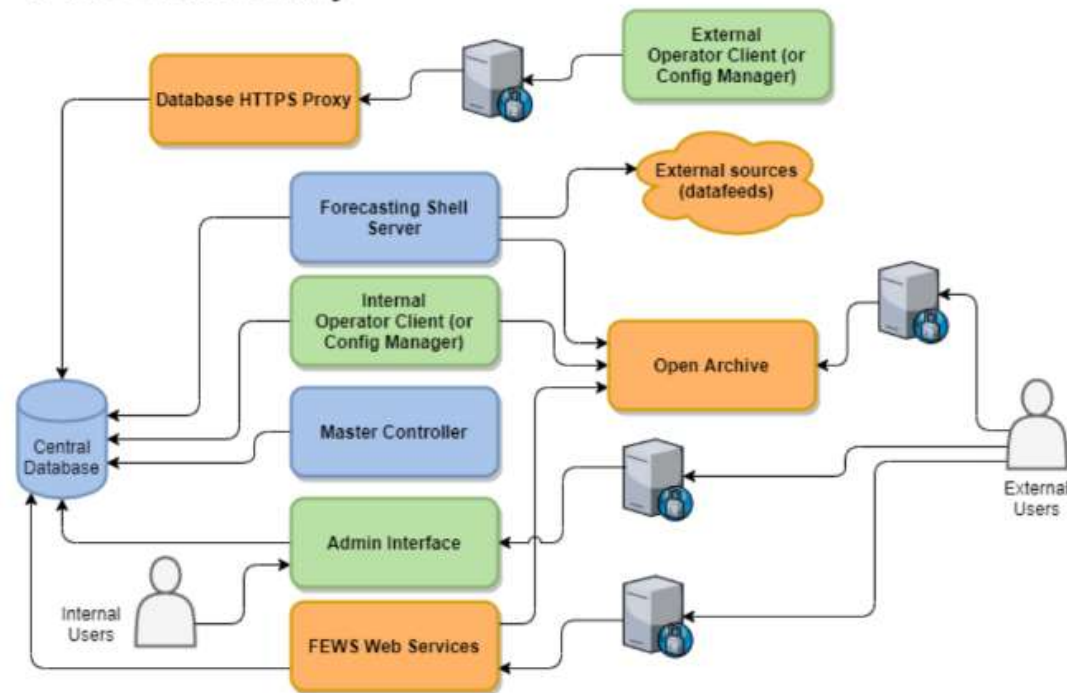 External
Operator Client (or
Config Manager)
Database HTTPS Proxy
External sources
(datafeeds)
Forecasting Shell
Server
Internal
Operator Client (or
Config Manager)
Open Archive
Master Controller
Central
Database
External
Users
Admin Interface
Internal
Users
FEWS Web Services